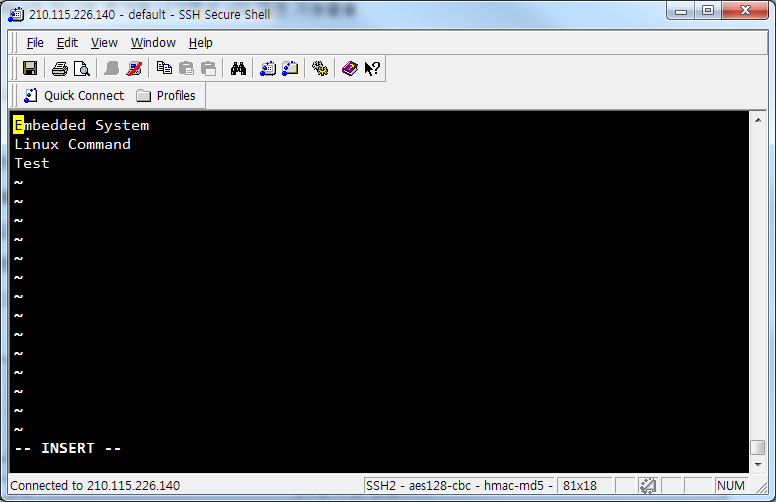 210.115.226.140 - default - SSH Secure Shell
File Edit View Window Help
Quick Connect Profiles
Embedded System
Linux Command
Test
~
~
~
~
~
~
~
~
~
~
~
~
~
~
-- INSERT --
Connected to 210.115.226.140 SSH2 - aes128-cbc - hmac-md5 - 81x18 NUM